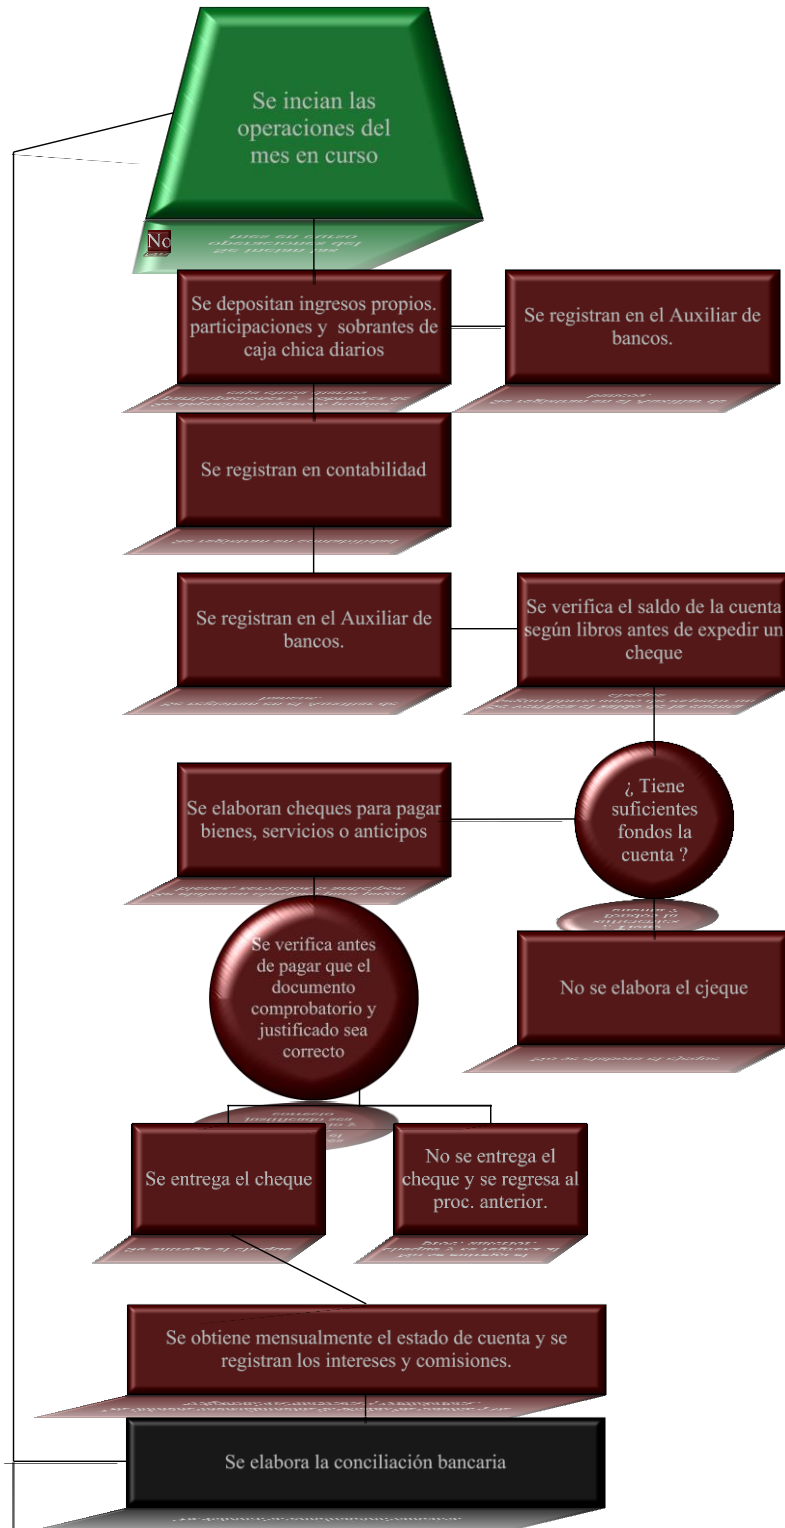 Se incian las
operaciones del
mes en curso
No
Se depositan ingresos propios.
participaciones y sobrantes de
caja chica diarios
Se registran en el Auxiliar de
bancos.
Se registran en contabilidad
Se registran en el Auxiliar de
bancos.
Se verifica el saldo de la cuenta
según libros antes de expedir un
cheque
Se elaboran cheques para pagar
bienes, servicios o anticipos
¿ Tiene
suficientes
fondos la
cuenta ?
Se verifica antes
de pagar que el
documento
comprobatorio y
justificado sea
correcto
No se elabora el cjeque
Se entrega el cheque
No se entrega el
cheque y se regresa al
proc. anterior.
Se obtiene mensualmente el estado de cuenta y se
registran los intereses y comisiones.
Se elabora la conciliación bancaria